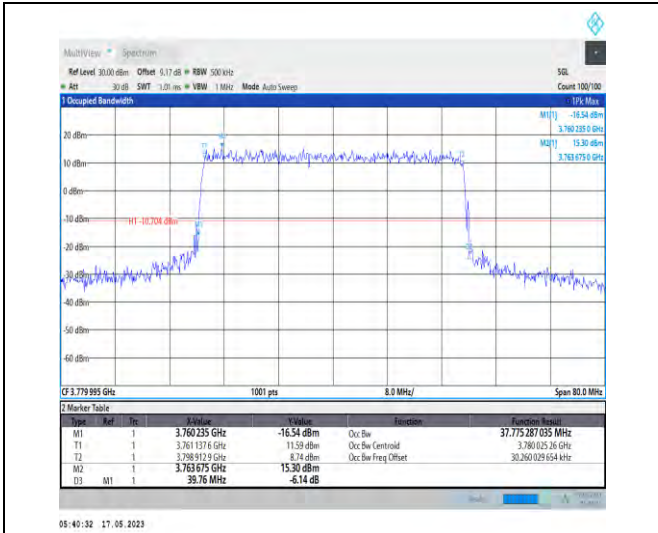 MultiView Spectrum
Ref Level 30.00 dBm Offset 9.17 dB RBW 500 kHz SGL
Att 30 dB SWT 1.01 ms VBW 1 MHz Mode Auto Sweep Count 100/100
1 Occupied Bandwidth 1Pk Max
M1[1] -16.54 dBm
3.760 235 0 GHz
M2[1] 15.30 dBm
3.763 675 0 GHz
20 dBm
10 dBm
0 dBm
-10 dBm
H1 -10.704 dBm
-30 dBm
-40 dBm
-50 dBm
-60 dBm
CF 3.779 995 GHz 1001 pts 8.0 MHz/ Span 80.0 MHz
2 Marker Table
Type Ref Trc X-Value Y-Value Function Function Result
M1 1 3.760 235 GHz -16.54 dBm Occ Bw 37.775 287 035 MHz
T1 1 3.761 137 6 GHz 11.59 dBm Occ Bw Centroid 3.780 025 26 GHz
T2 1 3.798 912 9 GHz 8.74 dBm Occ Bw Freq Offset 30.260 029 654 kHz
M2 1 3.763 675 GHz 15.30 dBm
D3 M1 1 39.76 MHz -6.14 dB
05:40:32 17.05.2023